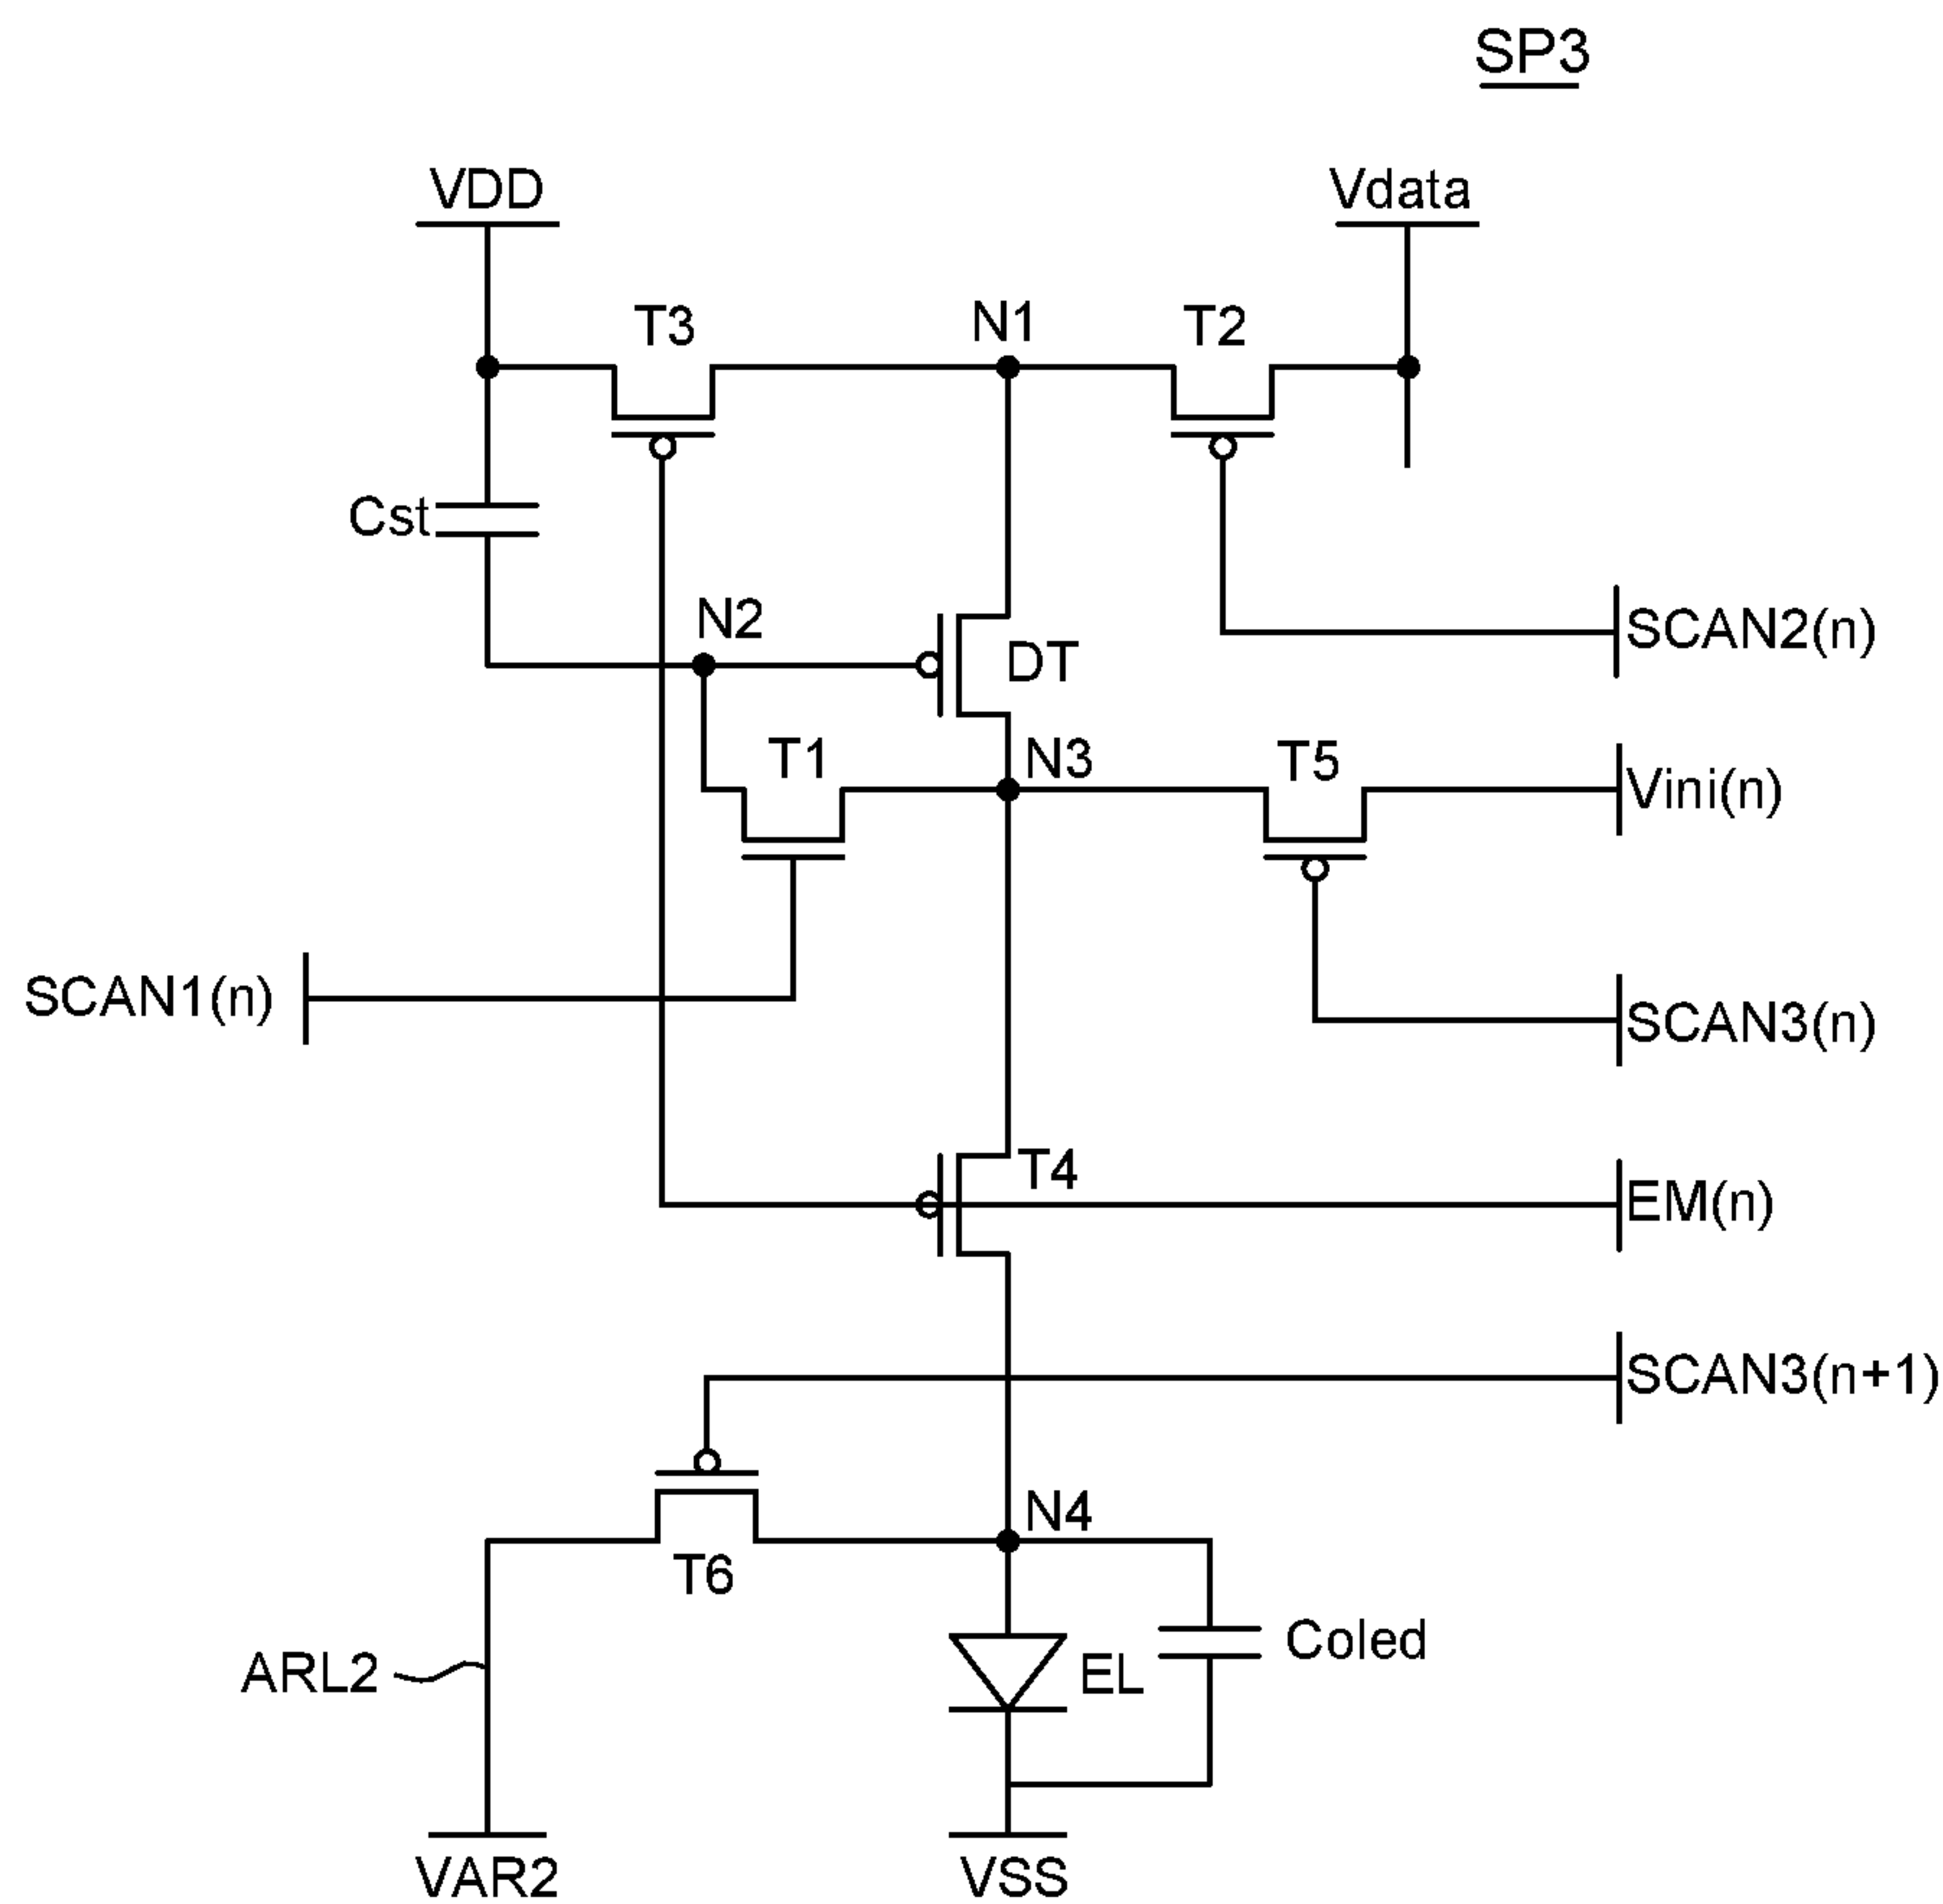 SP3
VDD
Vdata
T3
N1
T2
Cst
N2
DT
SCAN2(n)
T1
N3
T5
Vini(n)
SCAN1(n)
SCAN3(n)
T4
EM(n)
SCAN3(n+1)
N4
T6
Coled
ARL2
EL
VAR2
VSS